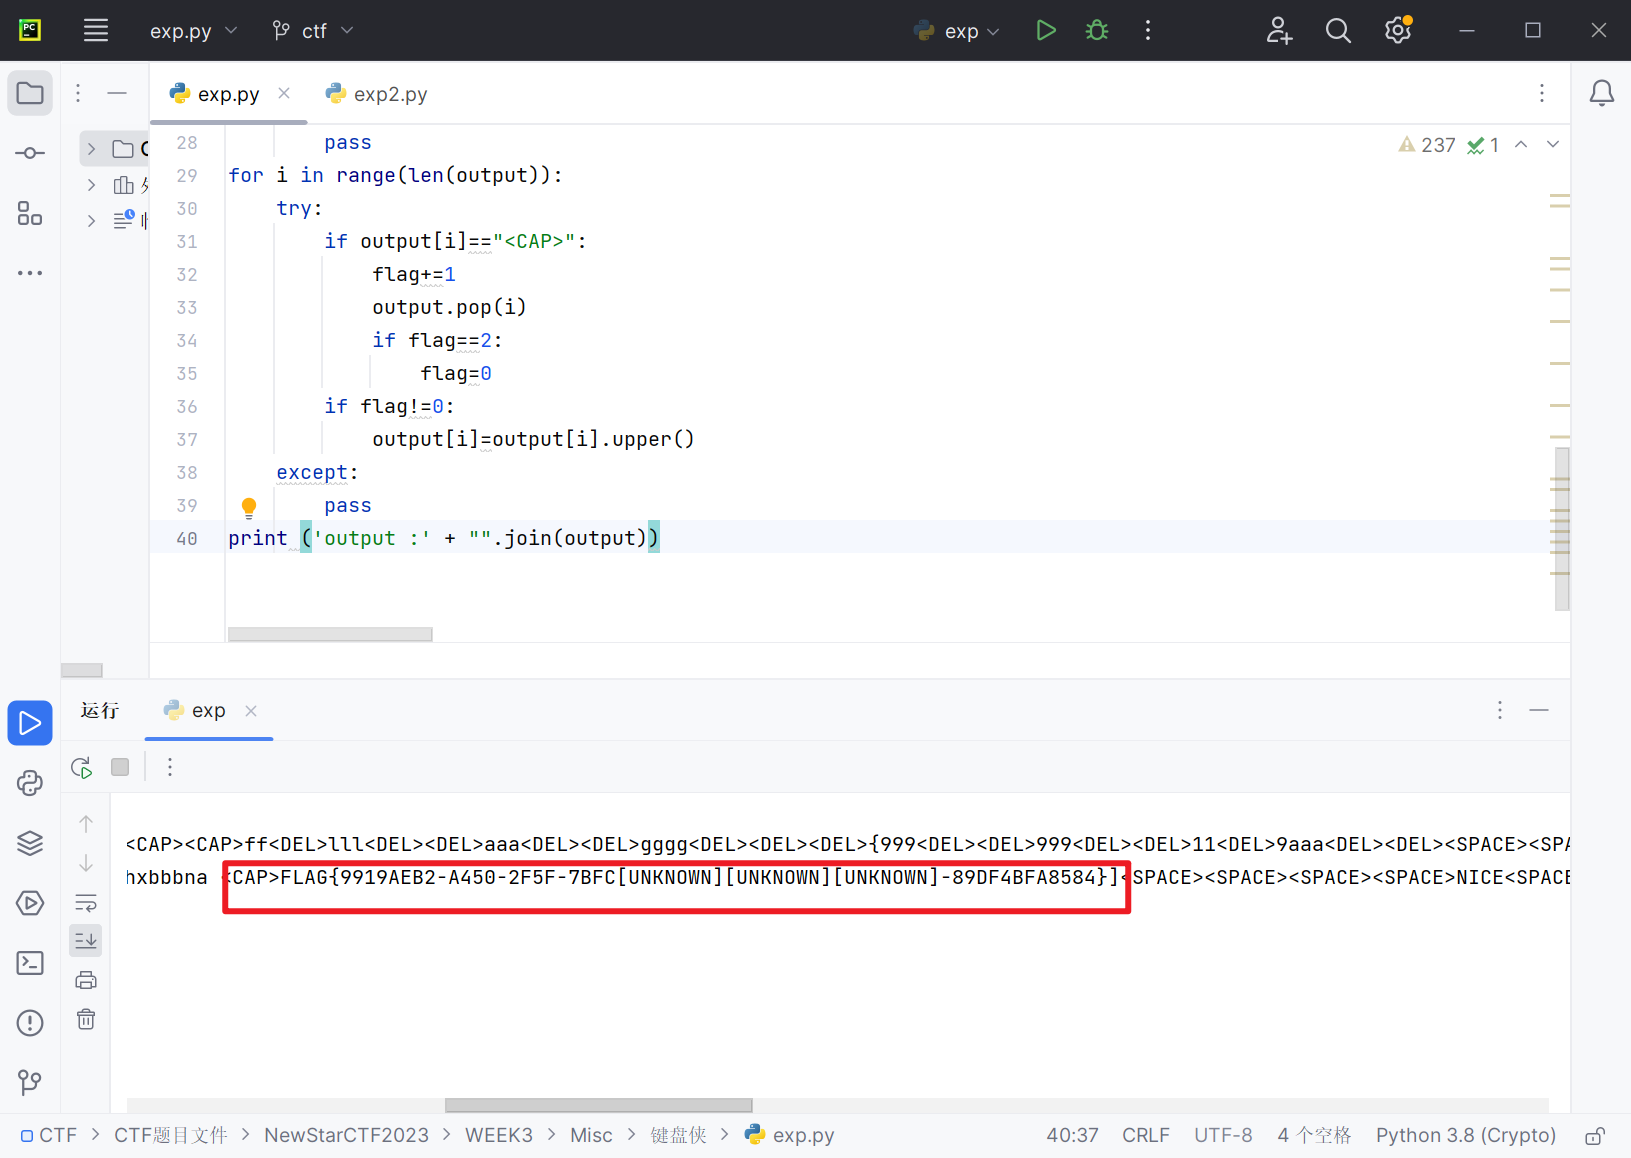 PC
exp.py
ctf
exp
exp.py
exp2.py
28 pass
237 1
29 for i in range(len(output)):
30 try:
31 if output[i]=="<CAP>":
32 flag+=1
33 output.pop(i)
34 if flag==2:
35 flag=0
36 if flag!=0:
37 output[i]=output[i].upper()
38 except:
39 pass
40 print ('output :' + "".join(output))
运行
exp
<CAP><CAP>ff<DEL>lll<DEL><DEL>aaa<DEL><DEL>gggg<DEL><DEL><DEL>{999<DEL><DEL>999<DEL><DEL>11<DEL>9aaa<DEL><DEL><SPACE><SPA
hxbbbna <CAP>FLAG{9919AEB2-A450-2F5F-7BFC[UNKNOWN][UNKNOWN][UNKNOWN]-89DF4BFA8584}]<SPACE><SPACE><SPACE><SPACE>NICE<SPACE
CTF > CTF题目文件 > NewStarCTF2023 > WEEK3 > Misc > 键盘侠 > exp.py
40:37 CRLF UTF-8 4 个空格 Python 3.8 (Crypto)